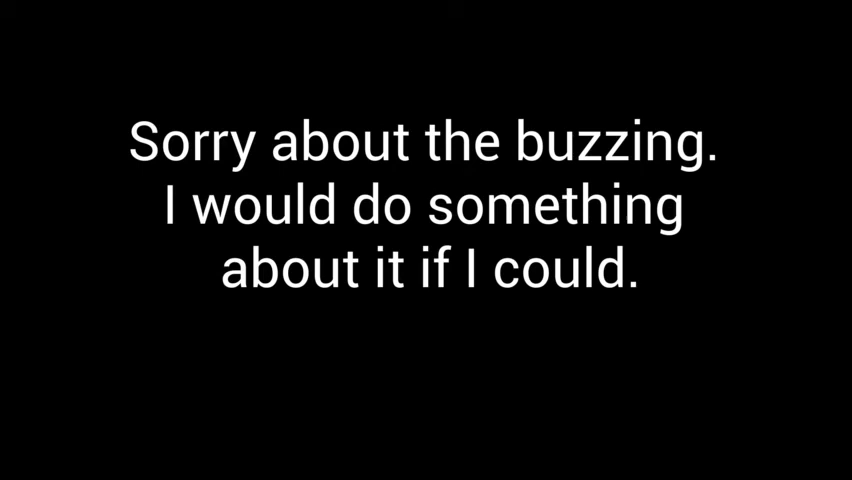 Sorry about the buzzing.
I would do something
about it if I could.